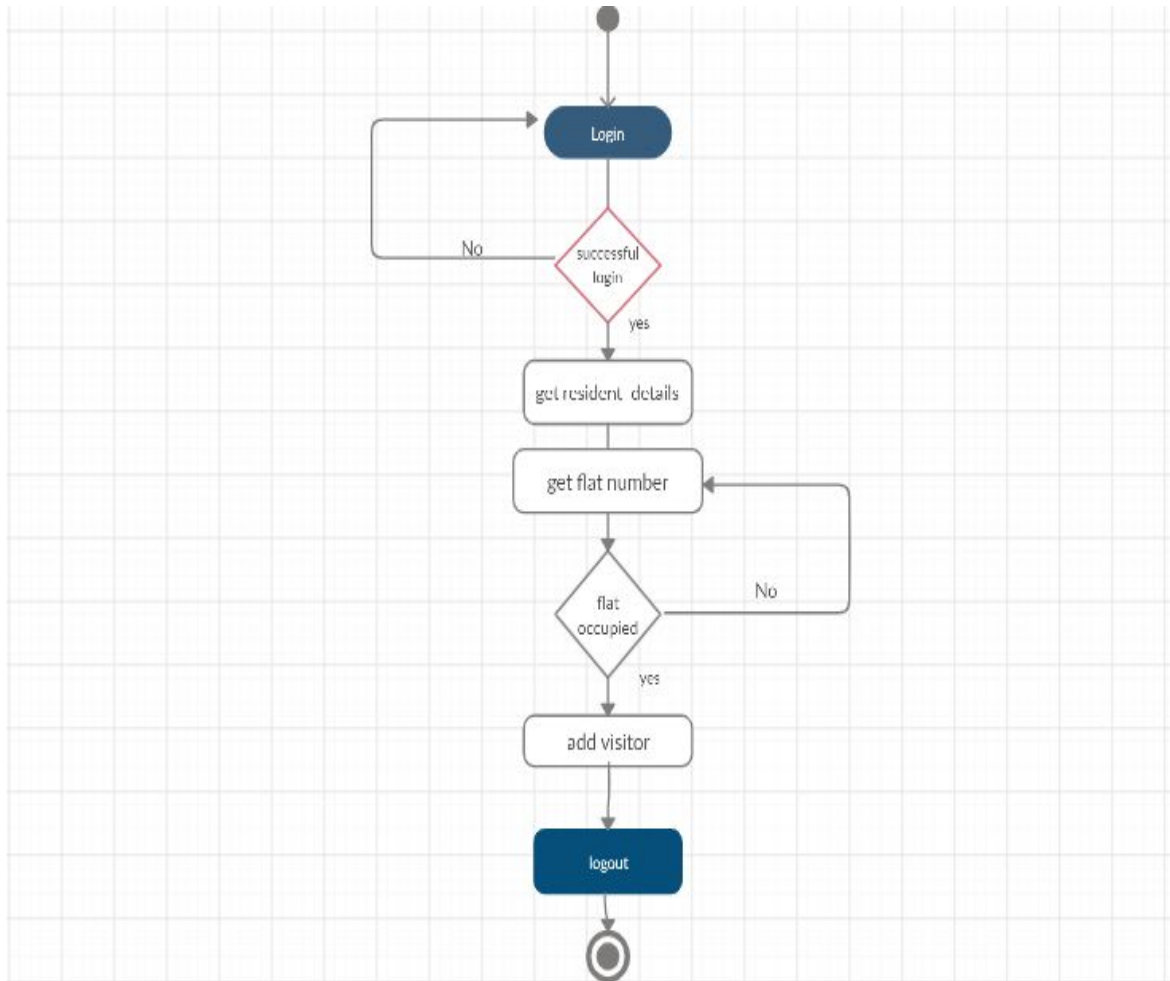 Login
No
successful
login
yes
get resident details
get flat number
No
flat
occupied
yes
add visitor
logout